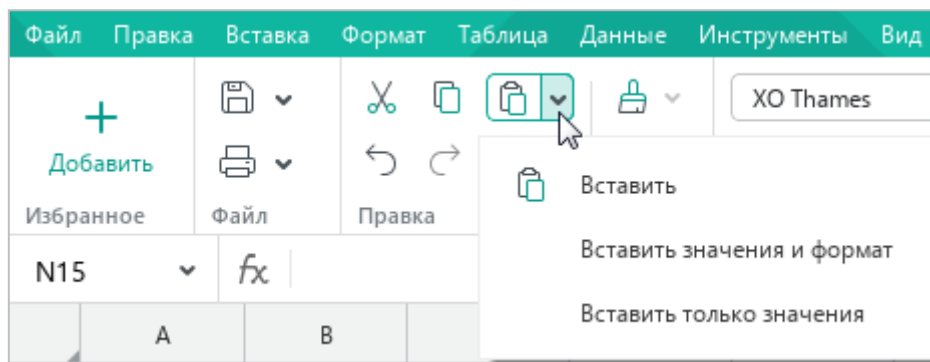 Файл Правка Вставка Формат Таблица Данные Инструменты Вид
XO Thames
Добавить
Вставить
Избранное Файл Правка
Вставить значения и формат
N15 fx
Вставить только значения
A B